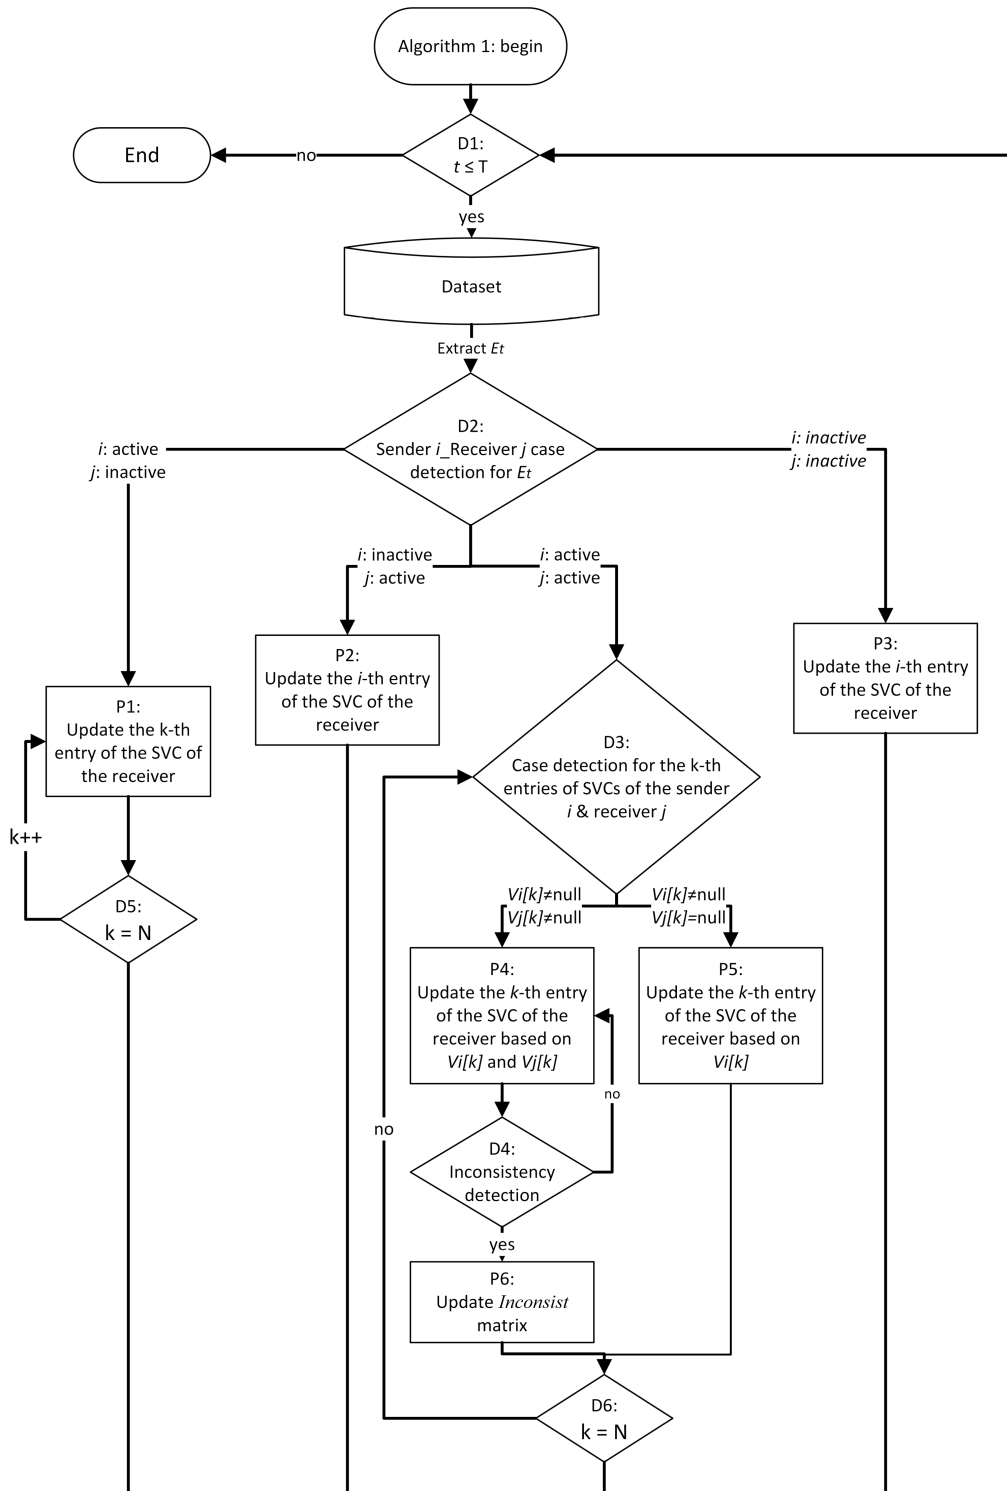 Algorithm 1: begin
D1:
t ≤ T
no
End
yes
Dataset
Extract Et
D2:
Sender i_Receiver j case
detection for Et
i: active
j: inactive
i: inactive
j: inactive
i: inactive
j: active
i: active
j: active
P1:
Update the k-th
entry of the SVC of
the receiver
k++
D5:
k = N
P2:
Update the i-th entry
of the SVC of the
receiver
P3:
Update the i-th entry
of the SVC of the
receiver
D3:
Case detection for the k-th
entries of SVCs of the sender
i & receiver j
Vi[k]≠null
Vj[k]≠null
Vi[k]≠null
Vj[k]=null
P4:
Update the k-th entry
of the SVC of the
receiver based on
Vi[k] and Vj[k]
P5:
Update the k-th entry
of the SVC of the
receiver based on
Vi[k]
no
no
D4:
Inconsistency
detection
yes
P6:
Update Inconsist
matrix
D6:
k = N